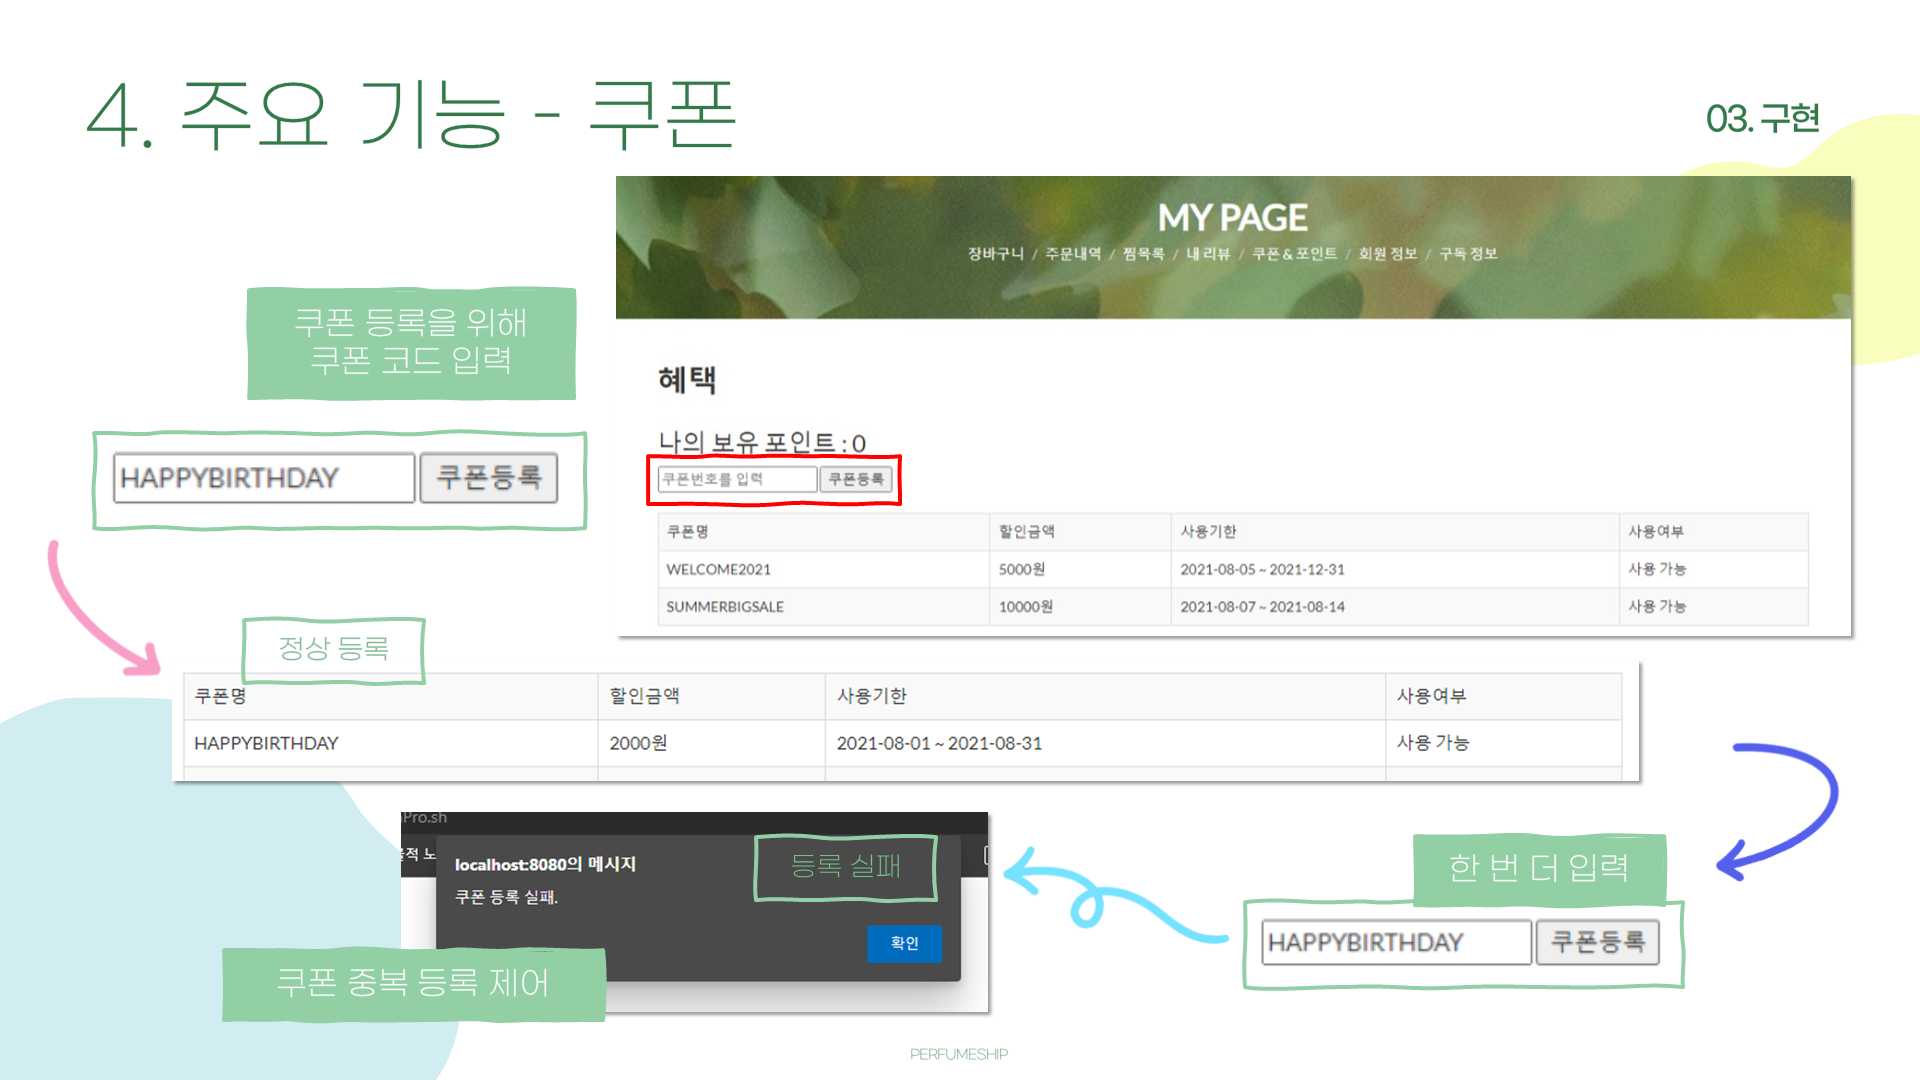 4. 주요 기능 - 쿠폰
03. 구현
MY PAGE
장바구니 / 주문내역 / 찜목록 / 내 리뷰 / 쿠폰 & 포인트 / 회원 정보 / 구독 정보
혜택
나의 보유 포인트 : 0
쿠폰번호를 입력 쿠폰등록
쿠폰명 할인금액 사용기한 사용여부
WELCOME2021 5000원 2021-08-05 ~ 2021-12-31 사용 가능
SUMMERBIGSALE 10000원 2021-08-07 ~ 2021-08-14 사용 가능
쿠폰 등록을 위해
쿠폰 코드 입력
HAPPYBIRTHDAY 쿠폰등록
정상 등록
쿠폰명 할인금액 사용기한 사용여부
HAPPYBIRTHDAY 2000원 2021-08-01 ~ 2021-08-31 사용 가능
한 번 더 입력
HAPPYBIRTHDAY 쿠폰등록
Pro.sh
적 노
localhost:8080의 메시지
쿠폰 등록 실패.
확인
등록 실패
쿠폰 중복 등록 제어
PERFUMESHIP